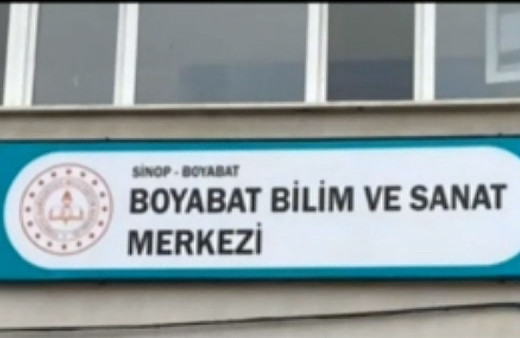 SİNOP - BOYABAT
BOYABAT BİLİM VE SANAT
MERKEZİ